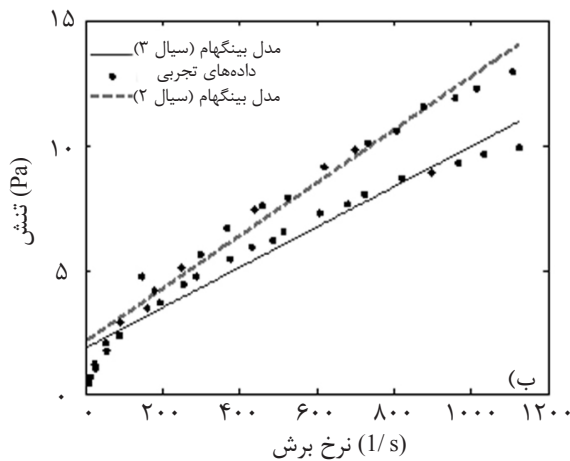 ۱۵
مدل بینگهام (سیال ۳)
داده‌های تجربی
مدل بینگهام (سیال ۲)
۱۰
تنش (Pa)
۵
۰
ب)
۰ ۲۰۰ ۴۰۰ ۶۰۰ ۸۰۰ ۱۰۰۰ ۱۲۰۰
نرخ برش (1/ s)